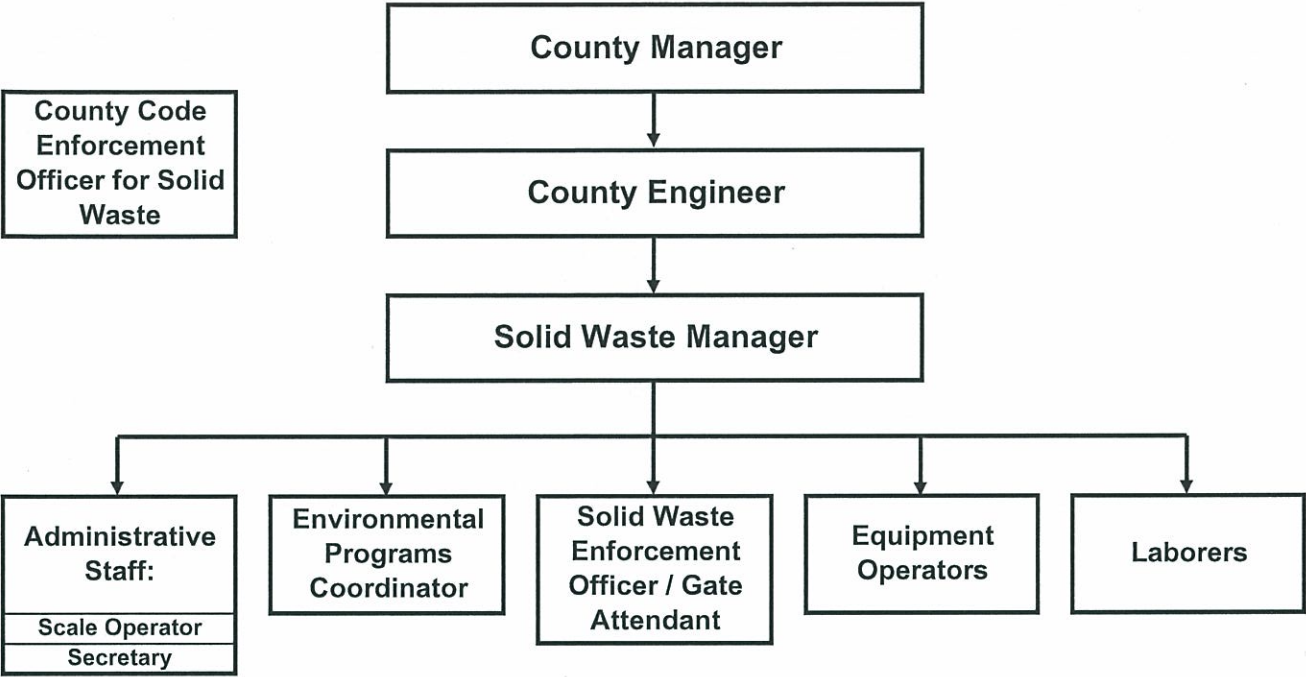 County Manager
County Code
Enforcement
Officer for Solid
Waste
County Engineer
Solid Waste Manager
Administrative
Staff:
Scale Operator
Secretary
Environmental
Programs
Coordinator
Solid Waste
Enforcement
Officer / Gate
Attendant
Equipment
Operators
Laborers